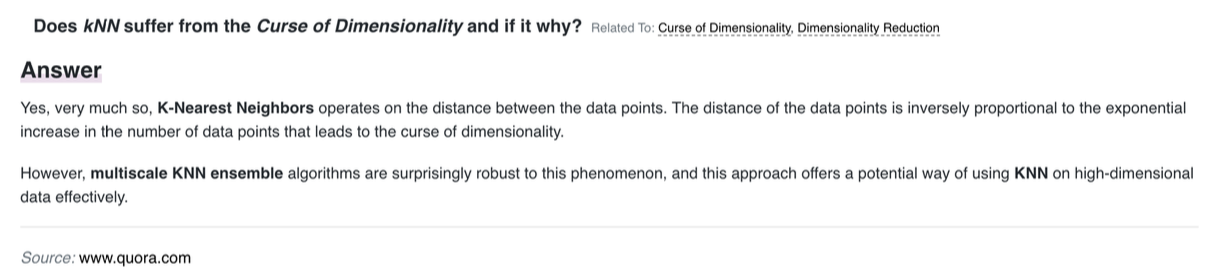 Does kNN suffer from the Curse of Dimensionality and if it why? Related To: Curse of Dimensionality, Dimensionality Reduction
Answer
Yes, very much so, K-Nearest Neighbors operates on the distance between the data points. The distance of the data points is inversely proportional to the exponential
increase in the number of data points that leads to the curse of dimensionality.
However, multiscale KNN ensemble algorithms are surprisingly robust to this phenomenon, and this approach offers a potential way of using KNN on high-dimensional
data effectively.
Source: www.quora.com